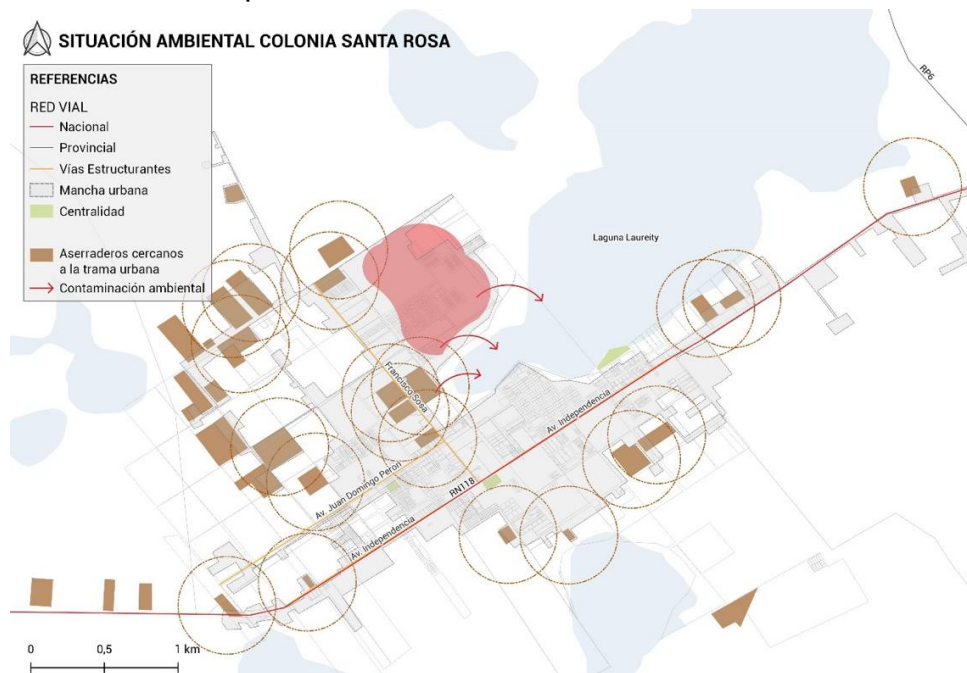 SITUACIÓN AMBIENTAL COLONIA SANTA ROSA
REFERENCIAS
RED VIAL
Nacional
Provincial
Vías Estructurantes
Mancha urbana
Centralidad
Aserraderos cercanos
a la trama urbana
Contaminación ambiental
RP6
Laguna Laureity
Francisco Sosa
Av. Independencia
Av. Juan Domingo Peron
RN118
Av. Independencia
0 0,5 1 km